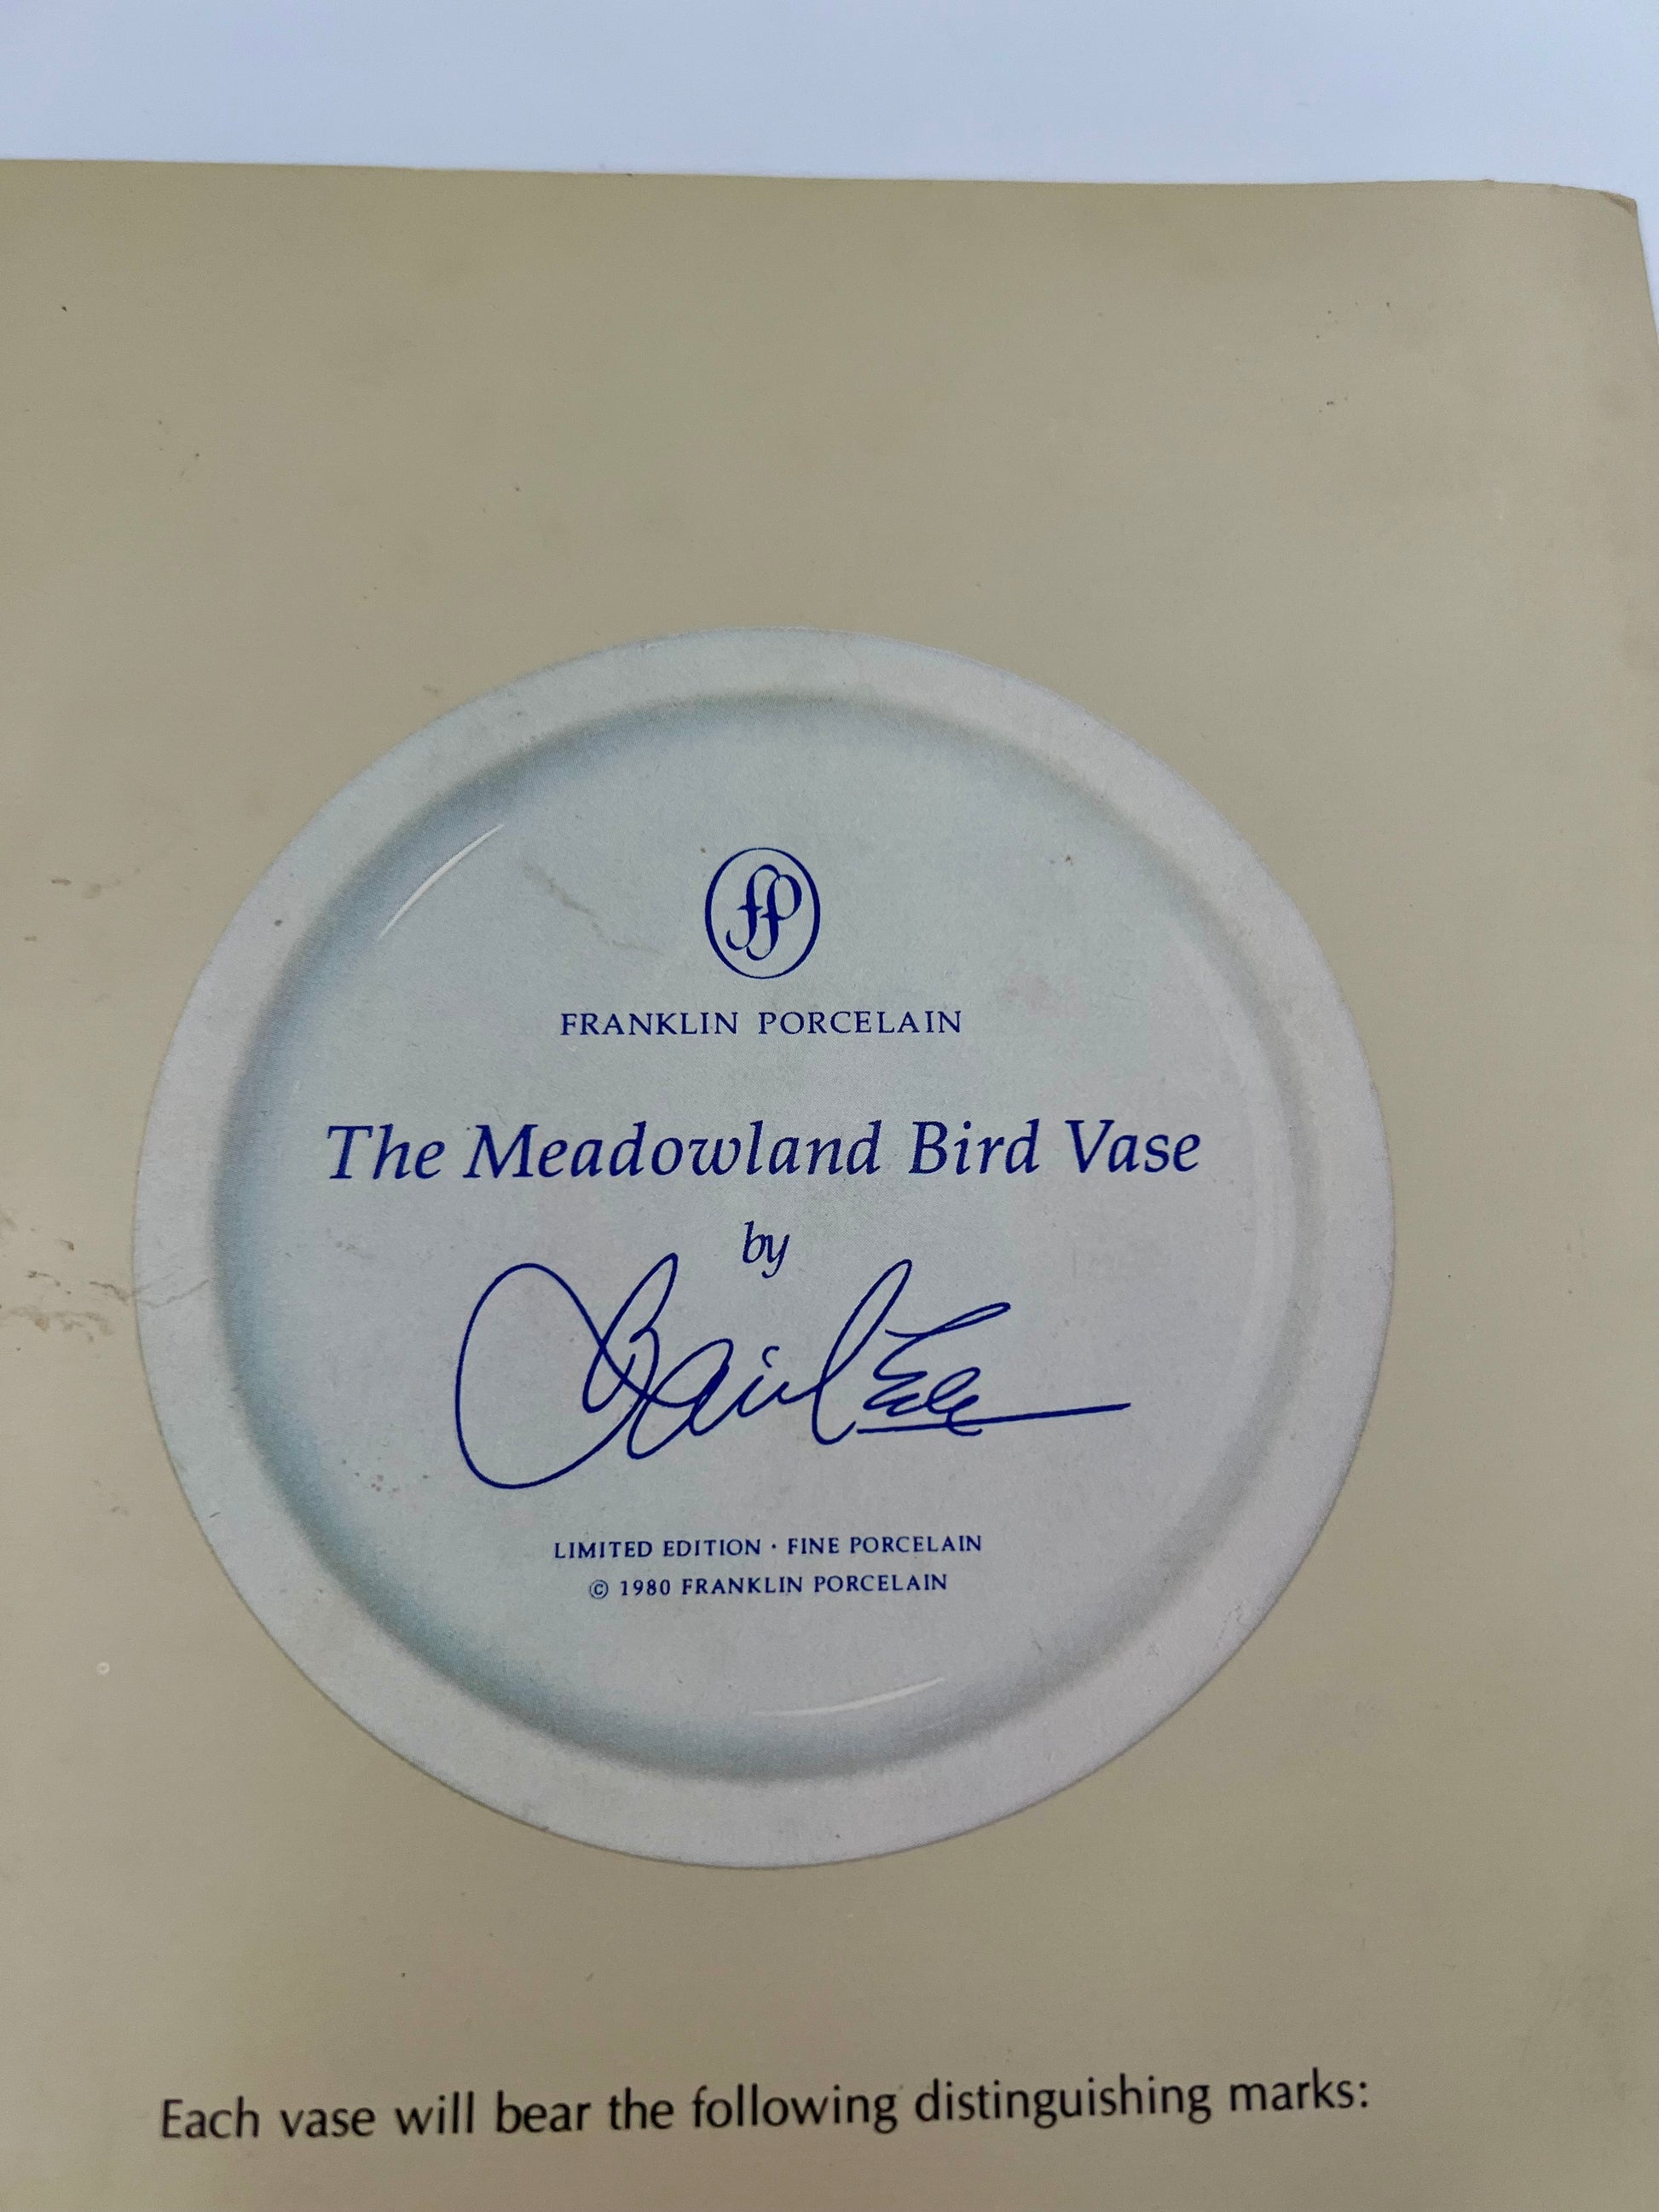 fP
FRANKLIN PORCELAIN
The Meadowland Bird Vase
by
LIMITED EDITION · FINE PORCELAIN
© 1980 FRANKLIN PORCELAIN
Each vase will bear the following distinguishing marks: